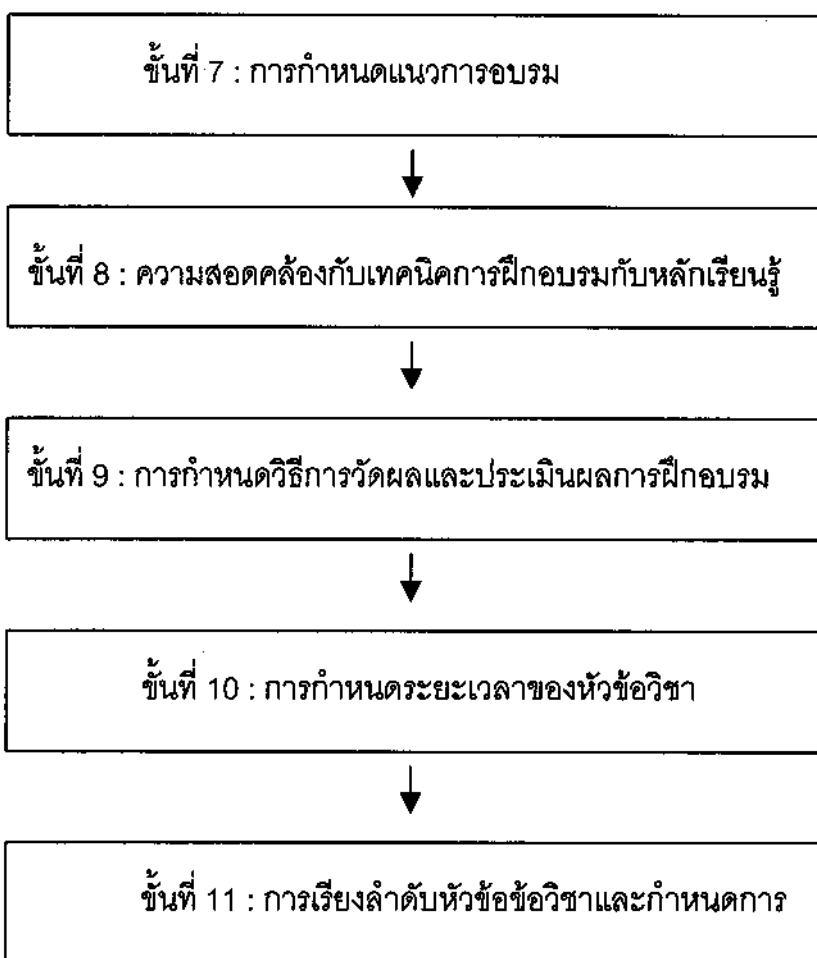 ขั้นที่ 7 : การกำหนดแนวการอบรม
ขั้นที่ 8 : ความสอดคล้องกับเทคนิคการฝึกอบรมกับหลักเรียนรู้
ขั้นที่ 9 : การกำหนดวิธีการวัดผลและประเมินผลการฝึกอบรม
ขั้นที่ 10 : การกำหนดระยะเวลาของหัวข้อวิชา
ขั้นที่ 11 : การเรียงลำดับหัวข้อข้อวิชาและกำหนดการ